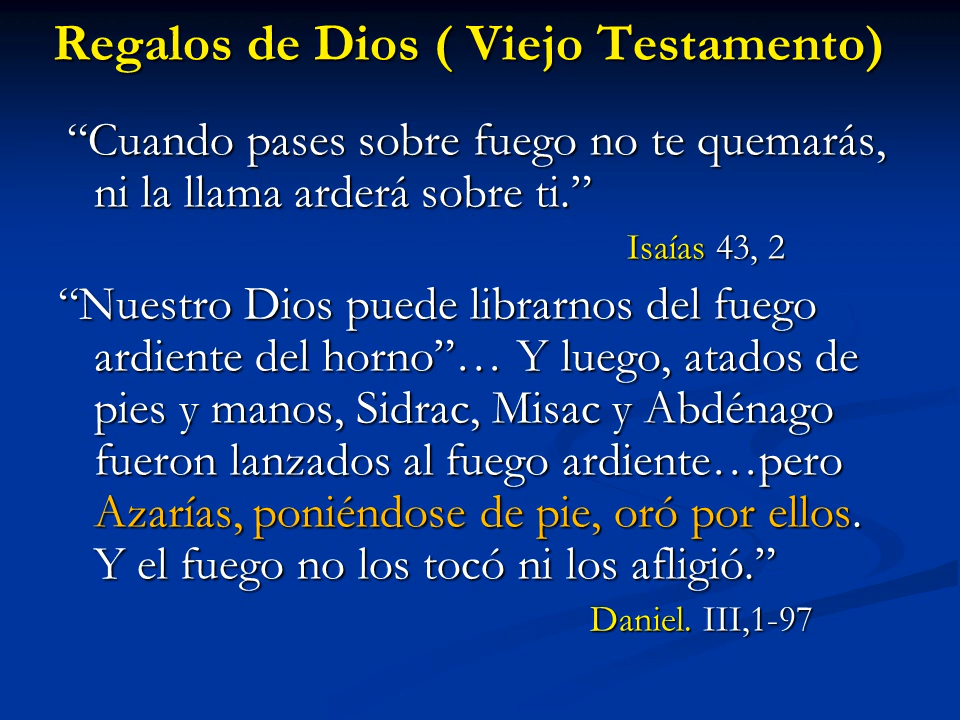 Regalos de Dios ( Viejo Testamento)
“Cuando pases sobre fuego no te quemarás,
ni la llama arderá sobre ti.”
Isaías 43, 2
“Nuestro Dios puede librarnos del fuego
ardiente del horno”… Y luego, atados de
pies y manos, Sidrac, Misac y Abdénago
fueron lanzados al fuego ardiente…pero
Azarías, poniéndose de pie, oró por ellos.
Y el fuego no los tocó ni los afligió.”
Daniel. III,1-97